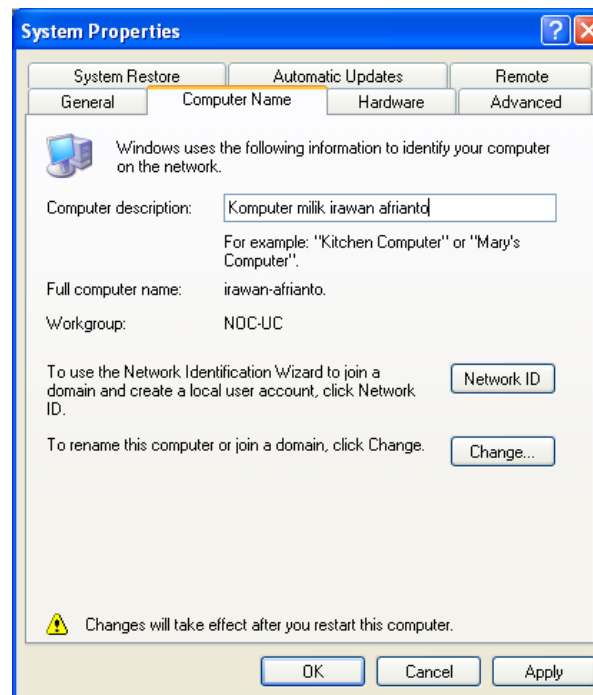 System Properties
System Restore Automatic Updates Remote
General Computer Name Hardware Advanced
Windows uses the following information to identify your computer
on the network.
Computer description: Komputer milik irawan afrianto
For example: "Kitchen Computer" or "Mary's
Computer".
Full computer name: irawan-afrianto.
Workgroup: NOC-UC
To use the Network Identification Wizard to join a
domain and create a local user account, click Network
ID.
Network ID
To rename this computer or join a domain, click Change.
Change...
Changes will take effect after you restart this computer.
OK Cancel Apply